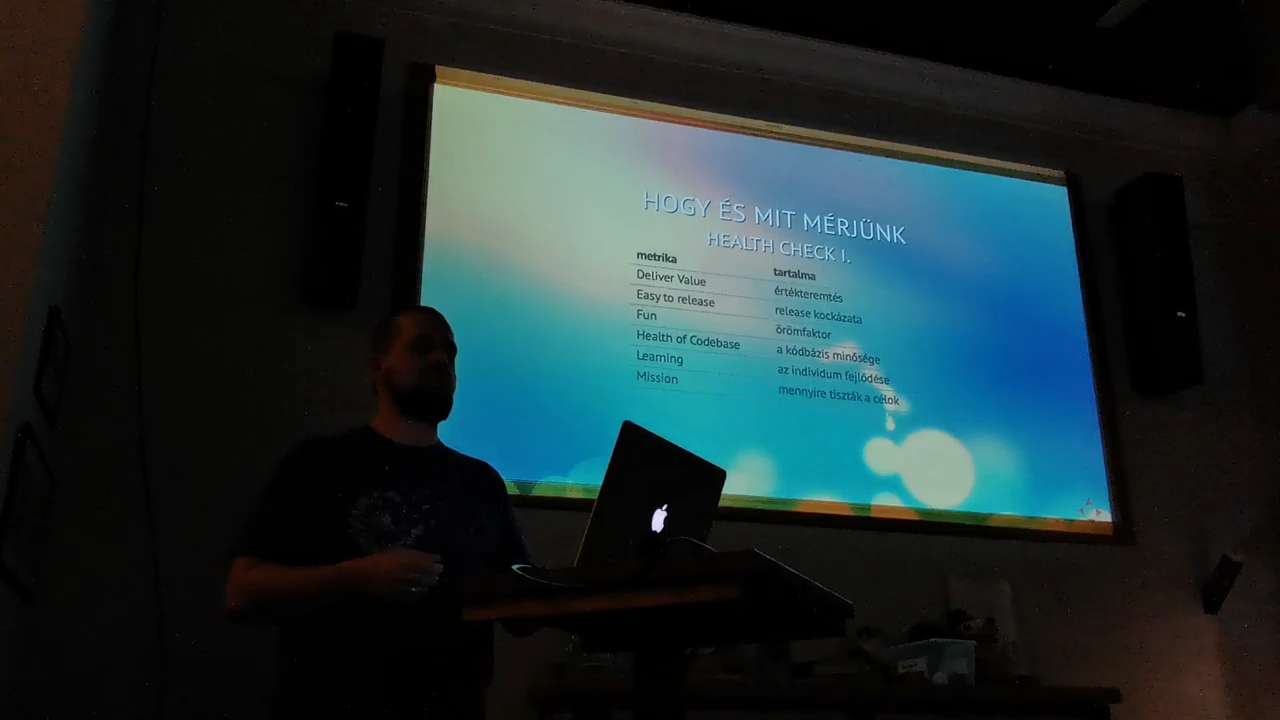 HOGY ÉS MIT MÉRJÜNK
HEALTH CHECK I.
metrika tartalma
Deliver Value értékteremtés
Easy to release release kockázata
Fun örömfaktor
Health of Codebase a kódbázis minősége
Learning az individum fejlődése
Mission mennyire tiszták a célok